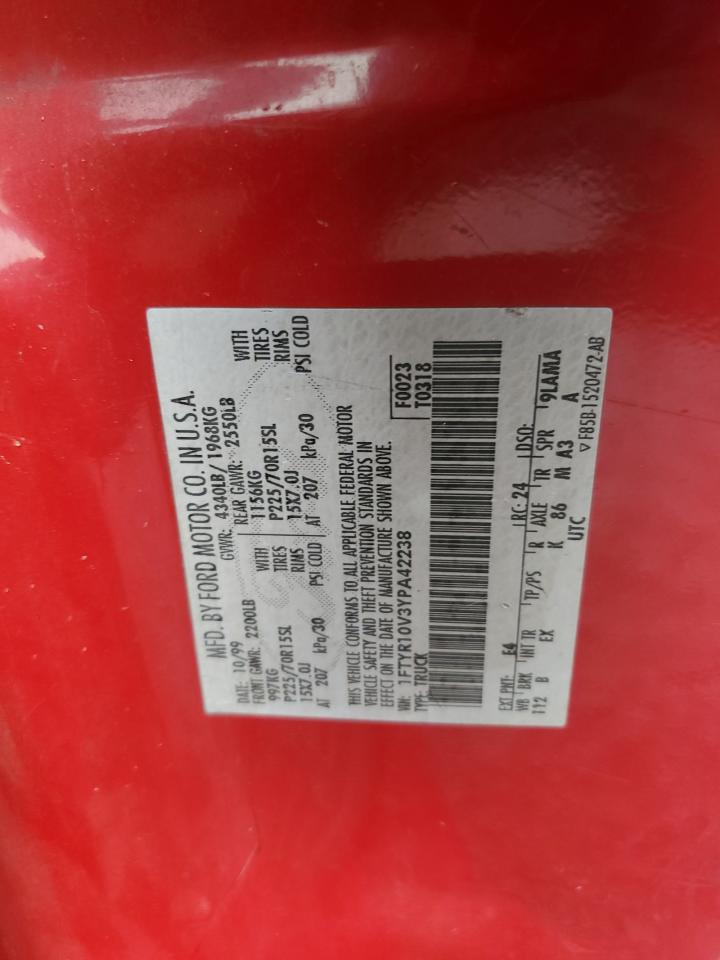 MFD. BY FORD MOTOR CO. IN U.S.A.
DATE: 10/99 GVWR: 4340LB/ 1968KG
FRONT GAWR: 2200LB REAR GAWR: 2550LB
997KG WITH 1156KG WITH
P225/70R15SL TIRES P225/70R15SL TIRES
15X7.0J RIMS 15X7.0J RIMS
AT 207 kPa/30 PSI COLD AT 207 kPa/30 PSI COLD
THIS VEHICLE CONFORMS TO ALL APPLICABLE FEDERAL MOTOR
VEHICLE SAFETY AND THEFT PREVENTION STANDARDS IN
EFFECT ON THE DATE OF MANUFACTURE SHOWN ABOVE.
VIN: 1FTYR10V3YPA42238 F0023
TYPE: TRUCK T0318
EXT PNT: E4 RC: 24 DSO:
WB BRK INT TR TP/PS R AXLE TR SPR 9LAMA
112 B EX K 86 M A3 A
UTC ▽F85B-1520472-AB